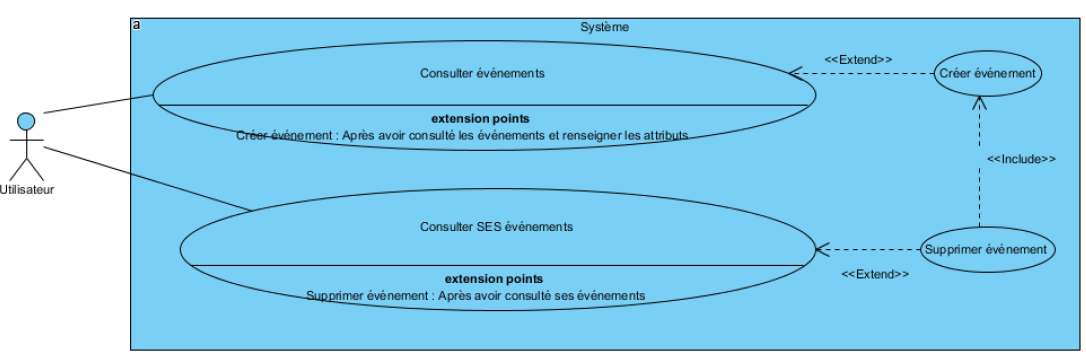 a
Système
Consulter événements
<<Extend>>
Créer événement
extension points
Créer événement : Après avoir consulté les événements et renseigner les attributs
<<Include>>
Utilisateur
Consulter SES événements
Supprimer événement
extension points
<<Extend>>
Supprimer événement : Après avoir consulté ses événements